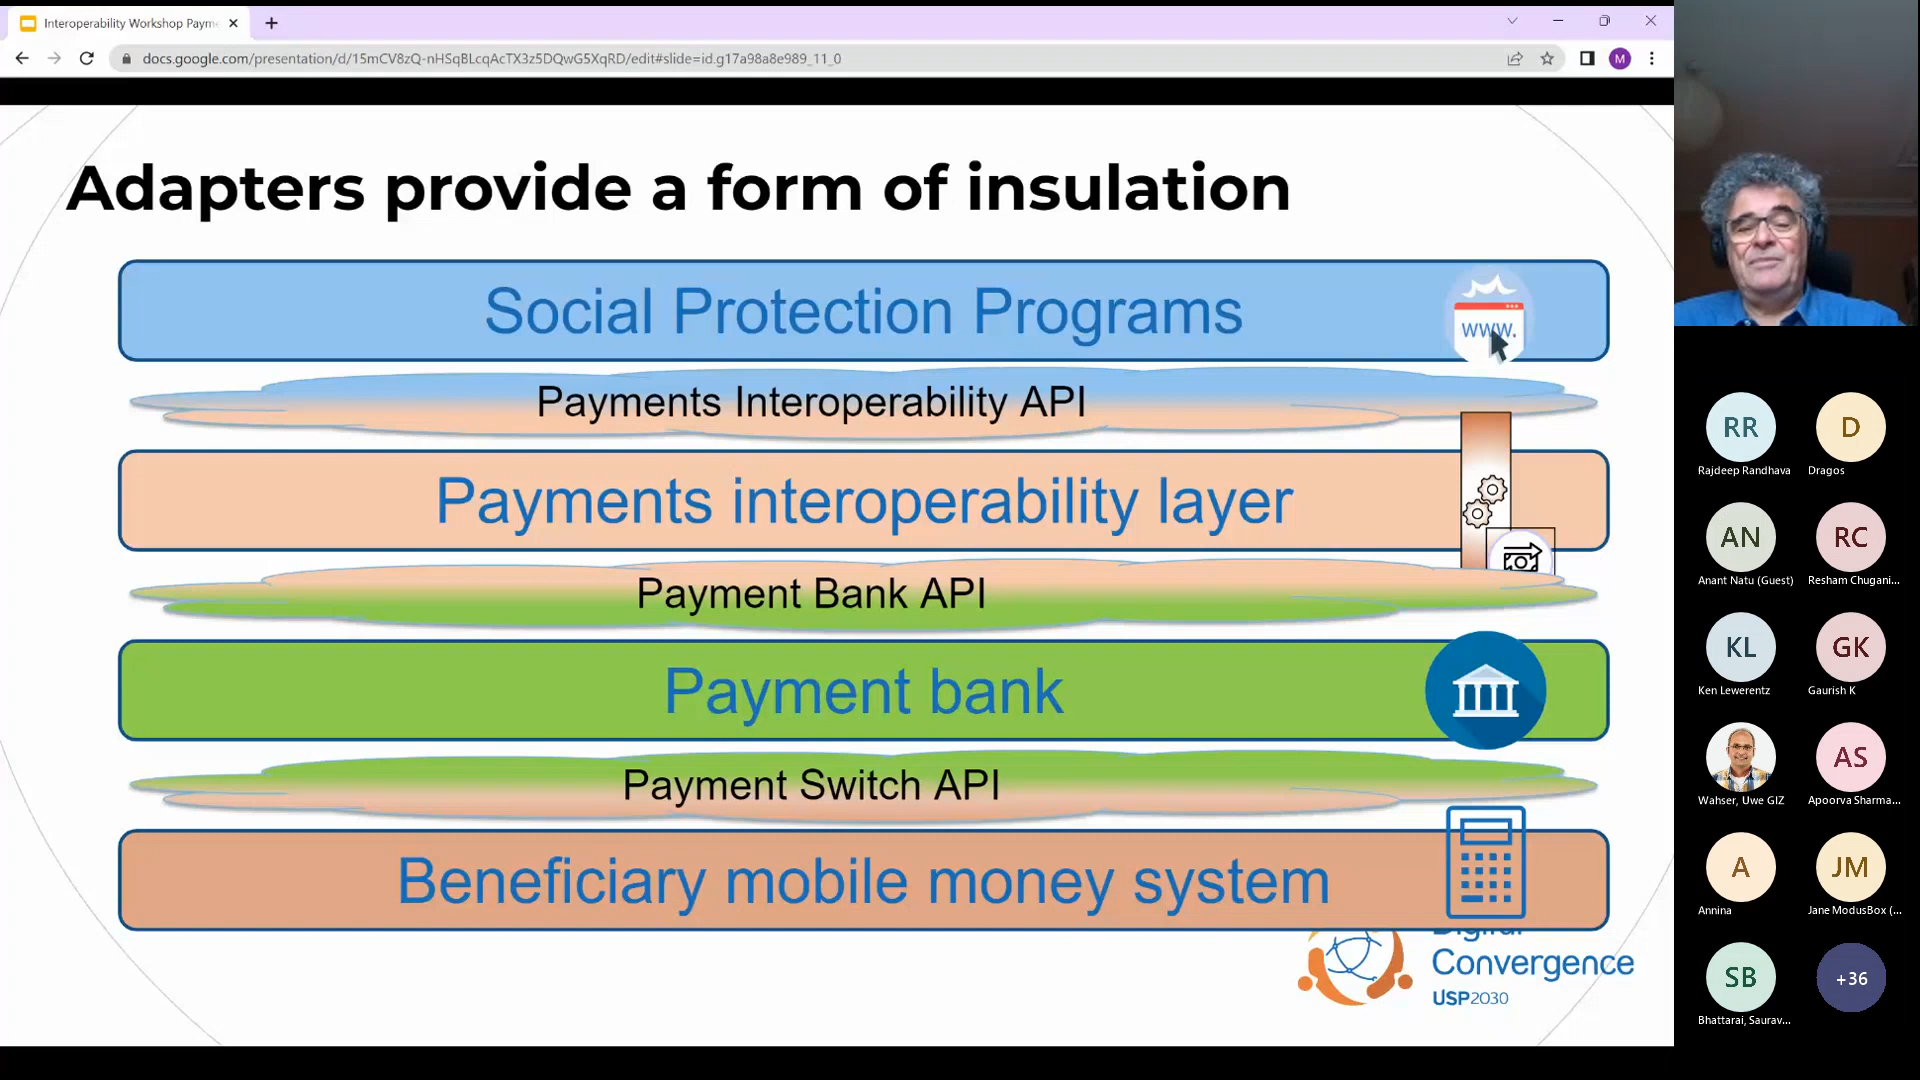 Interoperability Workshop Payme
docs.google.com/presentation/d/15mCV8zQ-nHSqBLcqAcTX3z5DQwG5XqRD/edit#slide=id.g17a98a8e989_11_0
M
Adapters provide a form of insulation
Social Protection Programs
www.
Payments Interoperability API
Payments interoperability layer
Payment Bank API
Payment bank
Payment Switch API
Beneficiary mobile money system
Digital
Convergence
USP2030
RR
D
Rajdeep Randhava
Dragos
AN
RC
Anant Natu (Guest)
Resham Chugani...
KL
GK
Ken Lewerentz
Gaurish K
AS
Wahser, Uwe GIZ
Apoorva Sharma...
A
JM
Annina
Jane ModusBox (...
SB
+36
Bhattarai, Saurav...